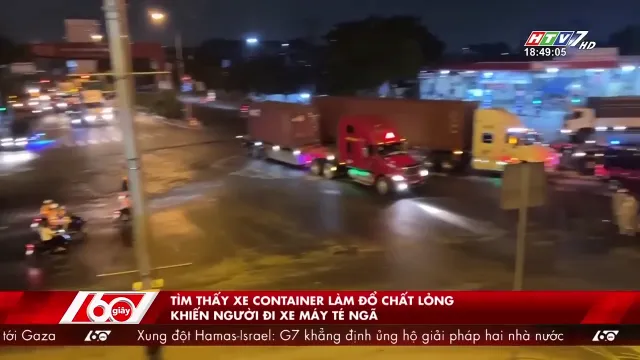 HTV7 HD
18:49:05
60 giây
TÌM THẤY XE CONTAINER LÀM ĐỔ CHẤT LỎNG
KHIẾN NGƯỜI ĐI XE MÁY TÉ NGÃ
tới Gaza 60 Xung đột Hamas-Israel: G7 khẳng định ủng hộ giải pháp hai nhà nước 60